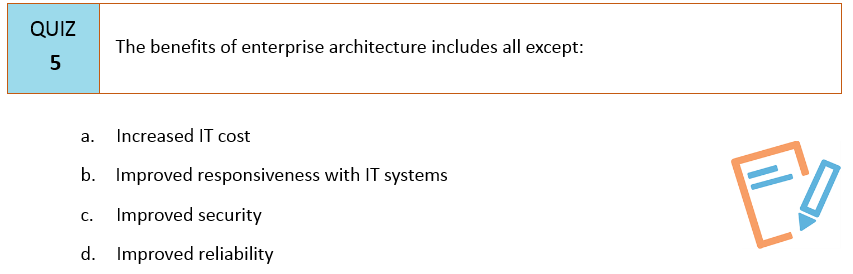 QUIZ
5
The benefits of enterprise architecture includes all except:
a. Increased IT cost
b. Improved responsiveness with IT systems
c. Improved security
d. Improved reliability